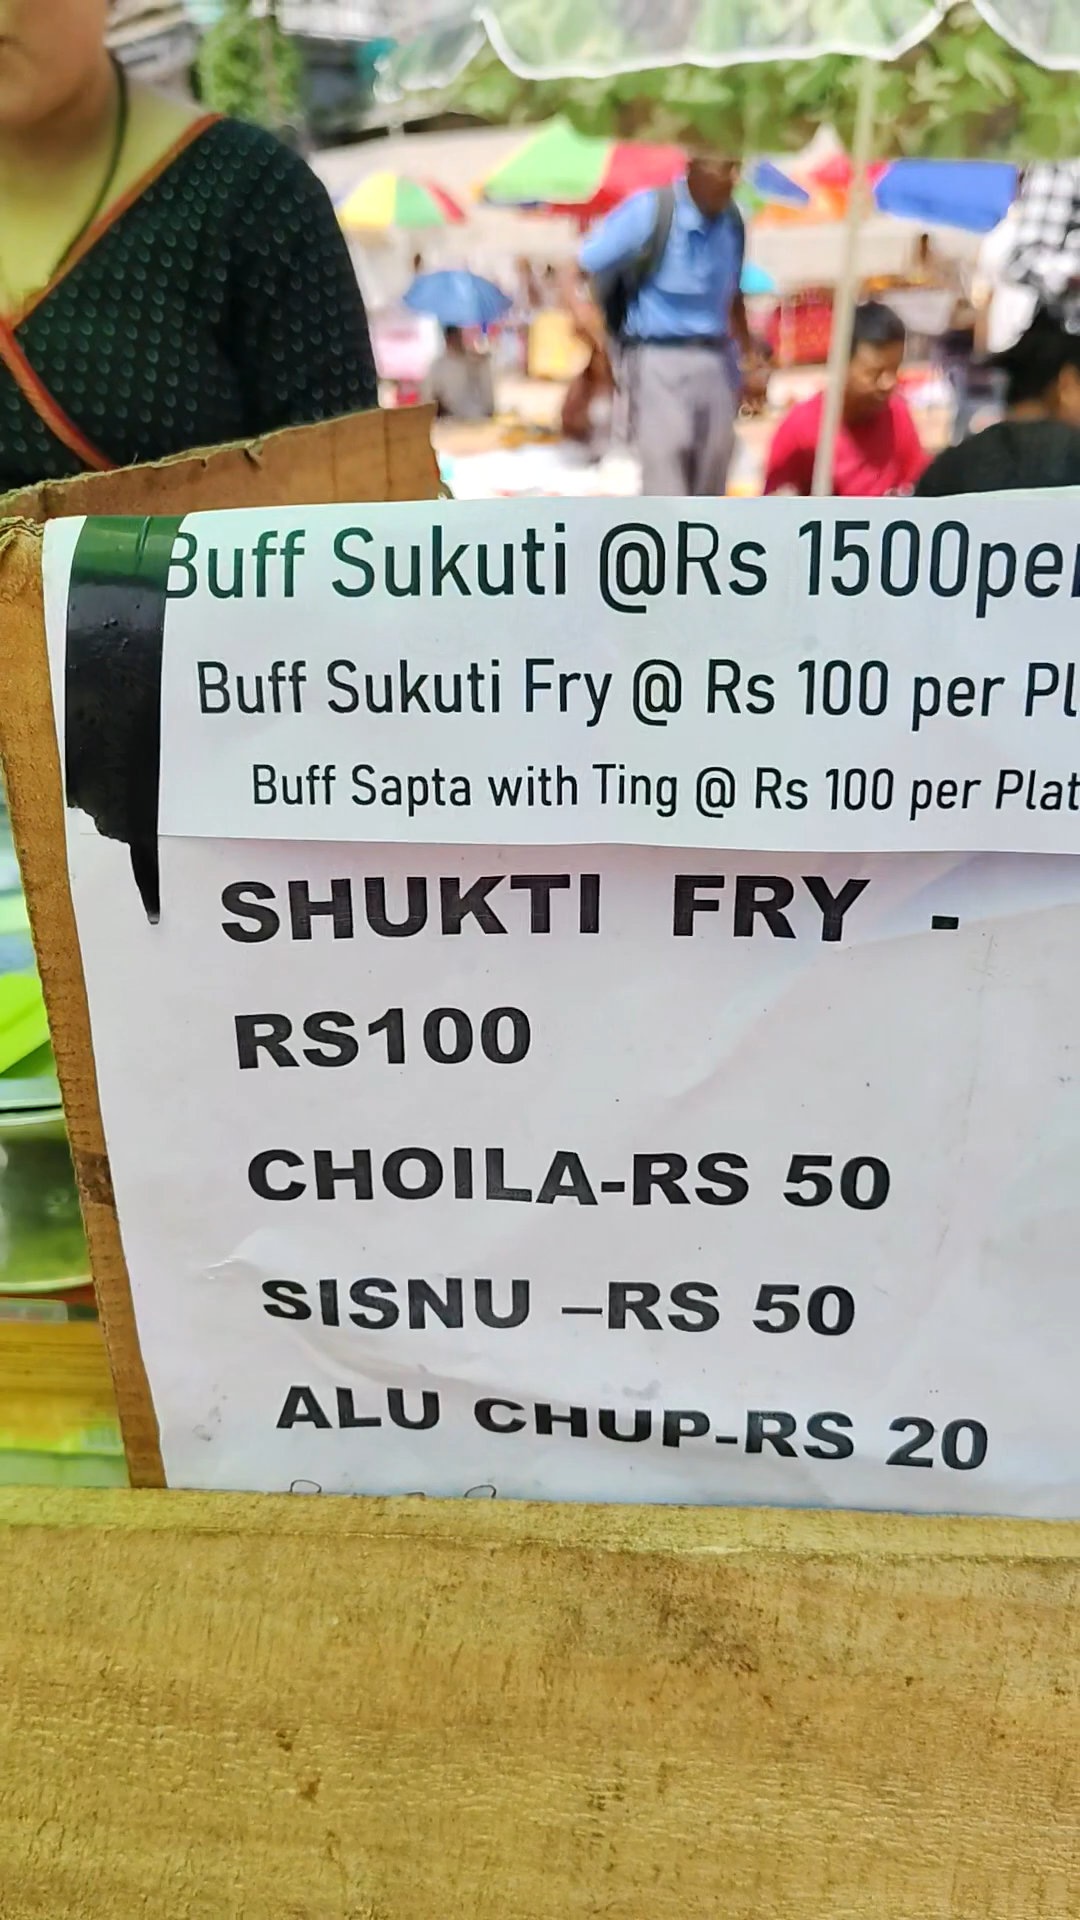 Buff Sukuti @Rs 1500per
Buff Sukuti Fry @ Rs 100 per Pl
Buff Sapta with Ting @ Rs 100 per Plat
SHUKTI FRY -
RS100
CHOILA-RS 50
SISNU –RS 50
ALU CHUP-RS 20